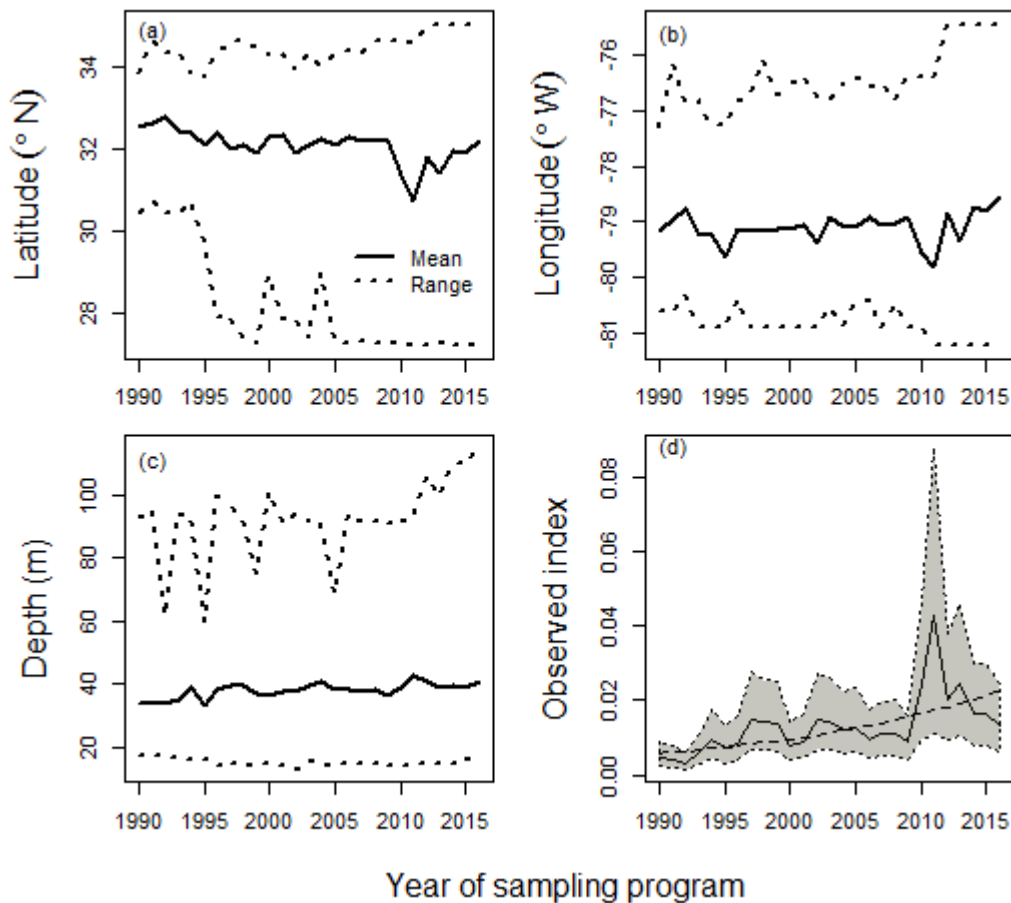 (a)
Latitude (° N)
34
32
30
28
Mean
Range
1990 1995 2000 2005 2010 2015
(b)
Longitude (° W)
-76
-77
-78
-79
-80
-81
1990 1995 2000 2005 2010 2015
(c)
Depth (m)
100
80
60
40
20
1990 1995 2000 2005 2010 2015
(d)
Observed index
0.08
0.06
0.04
0.02
0.00
1990 1995 2000 2005 2010 2015
Year of sampling program